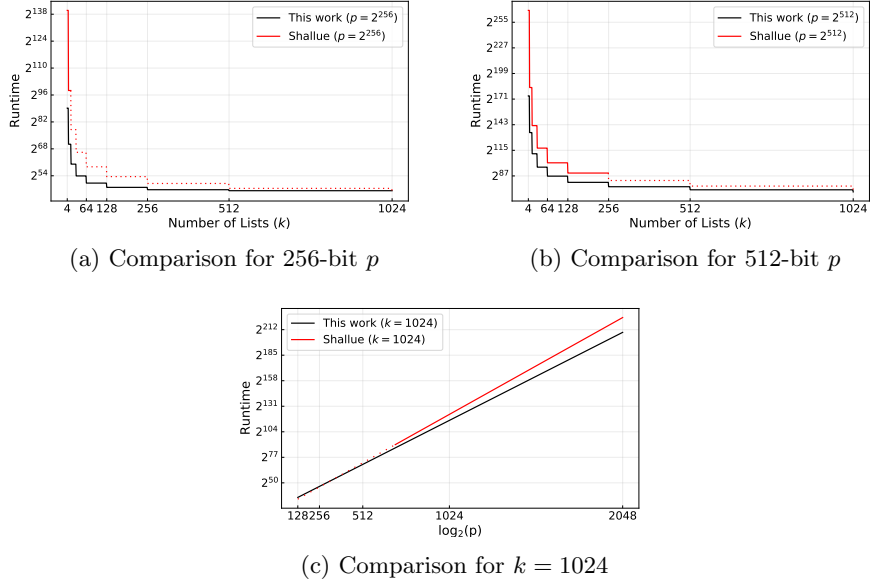 2^138
2^124
2^110
2^96
2^82
2^68
2^54
Runtime
4 64 128 256 512 1024
Number of Lists (k)
This work (p = 2^256)
Shallue (p = 2^256)
(a) Comparison for 256-bit p
2^255
2^227
2^199
2^171
2^143
2^115
2^87
Runtime
4 64 128 256 512 1024
Number of Lists (k)
This work (p = 2^512)
Shallue (p = 2^512)
(b) Comparison for 512-bit p
2^212
2^185
2^158
2^131
2^104
2^77
2^50
Runtime
128 256 512 1024 2048
log₂(p)
This work (k = 1024)
Shallue (k = 1024)
(c) Comparison for k = 1024